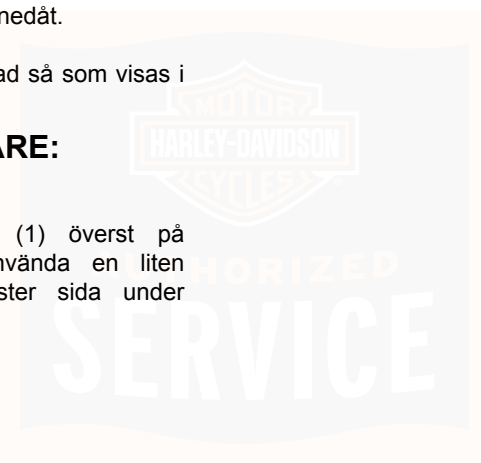 nedåt.
ad så som visas i
ARE:
(1) överst på
nvända en liten
ster sida under
MOTOR
HARLEY-DAVIDSON
CYCLES
AUTHORIZED
SERVICE